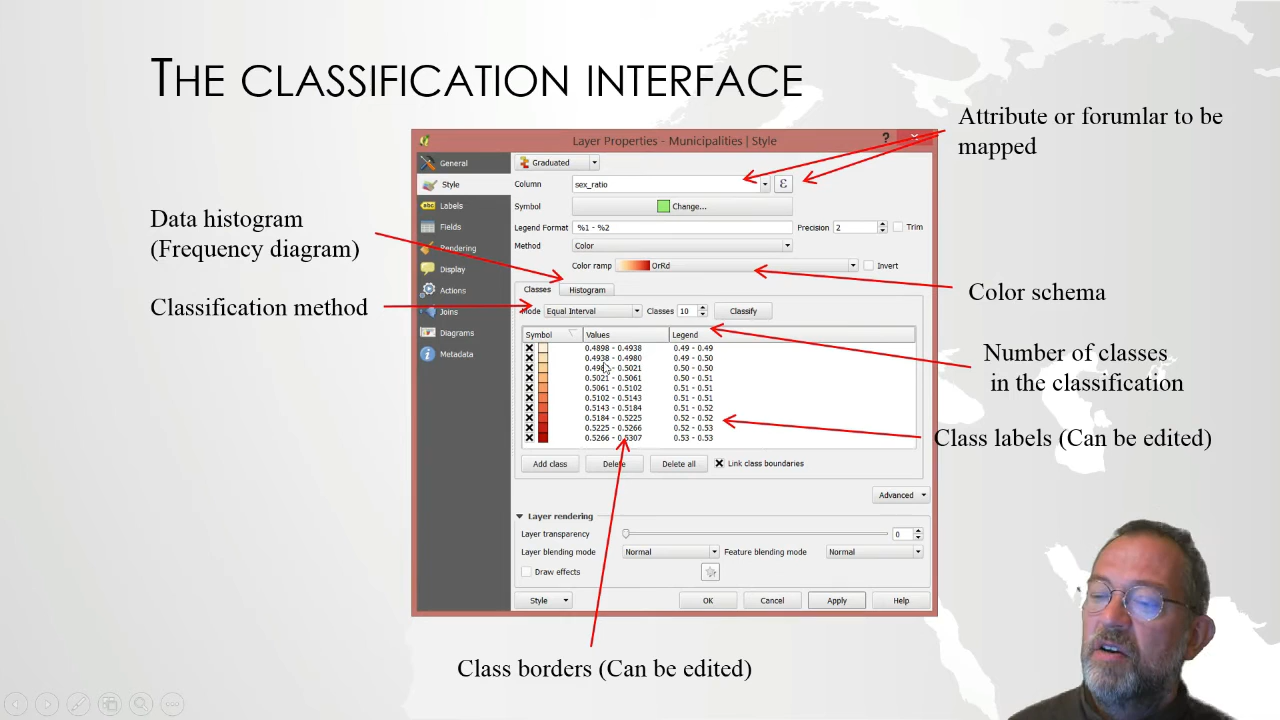 THE CLASSIFICATION INTERFACE
Attribute or forumlar to be
mapped
Data histogram
(Frequency diagram)
Classification method
Color schema
Number of classes
in the classification
Class labels (Can be edited)
Class borders (Can be edited)
Layer Properties - Municipalities | Style
?
General
Style
Labels
Fields
Rendering
Display
Actions
Joins
Diagrams
Metadata
Graduated
Column sex_ratio ε
Symbol Change...
Legend Format %1 - %2 Precision 2 Trim
Method Color
Color ramp OrRd Invert
Classes Histogram
Mode Equal Interval Classes 10 Classify
Symbol Values Legend
0.4898 - 0.4938 0.49 - 0.49
0.4938 - 0.4980 0.49 - 0.50
0.5021 0.50 - 0.50
0.5021 - 0.5061 0.50 - 0.51
0.5061 - 0.5102 0.51 - 0.51
0.5102 - 0.5143 0.51 - 0.51
0.5143 - 0.5184 0.51 - 0.52
0.5184 - 0.5225 0.52 - 0.52
0.5225 - 0.5266 0.52 - 0.53
0.5266 - 0.5307 0.53 - 0.53
Add class Delete Delete all Link class boundaries
Advanced
Layer rendering
Layer transparency 0
Layer blending mode Normal Feature blending mode Normal
Draw effects
Style OK Cancel Apply Help